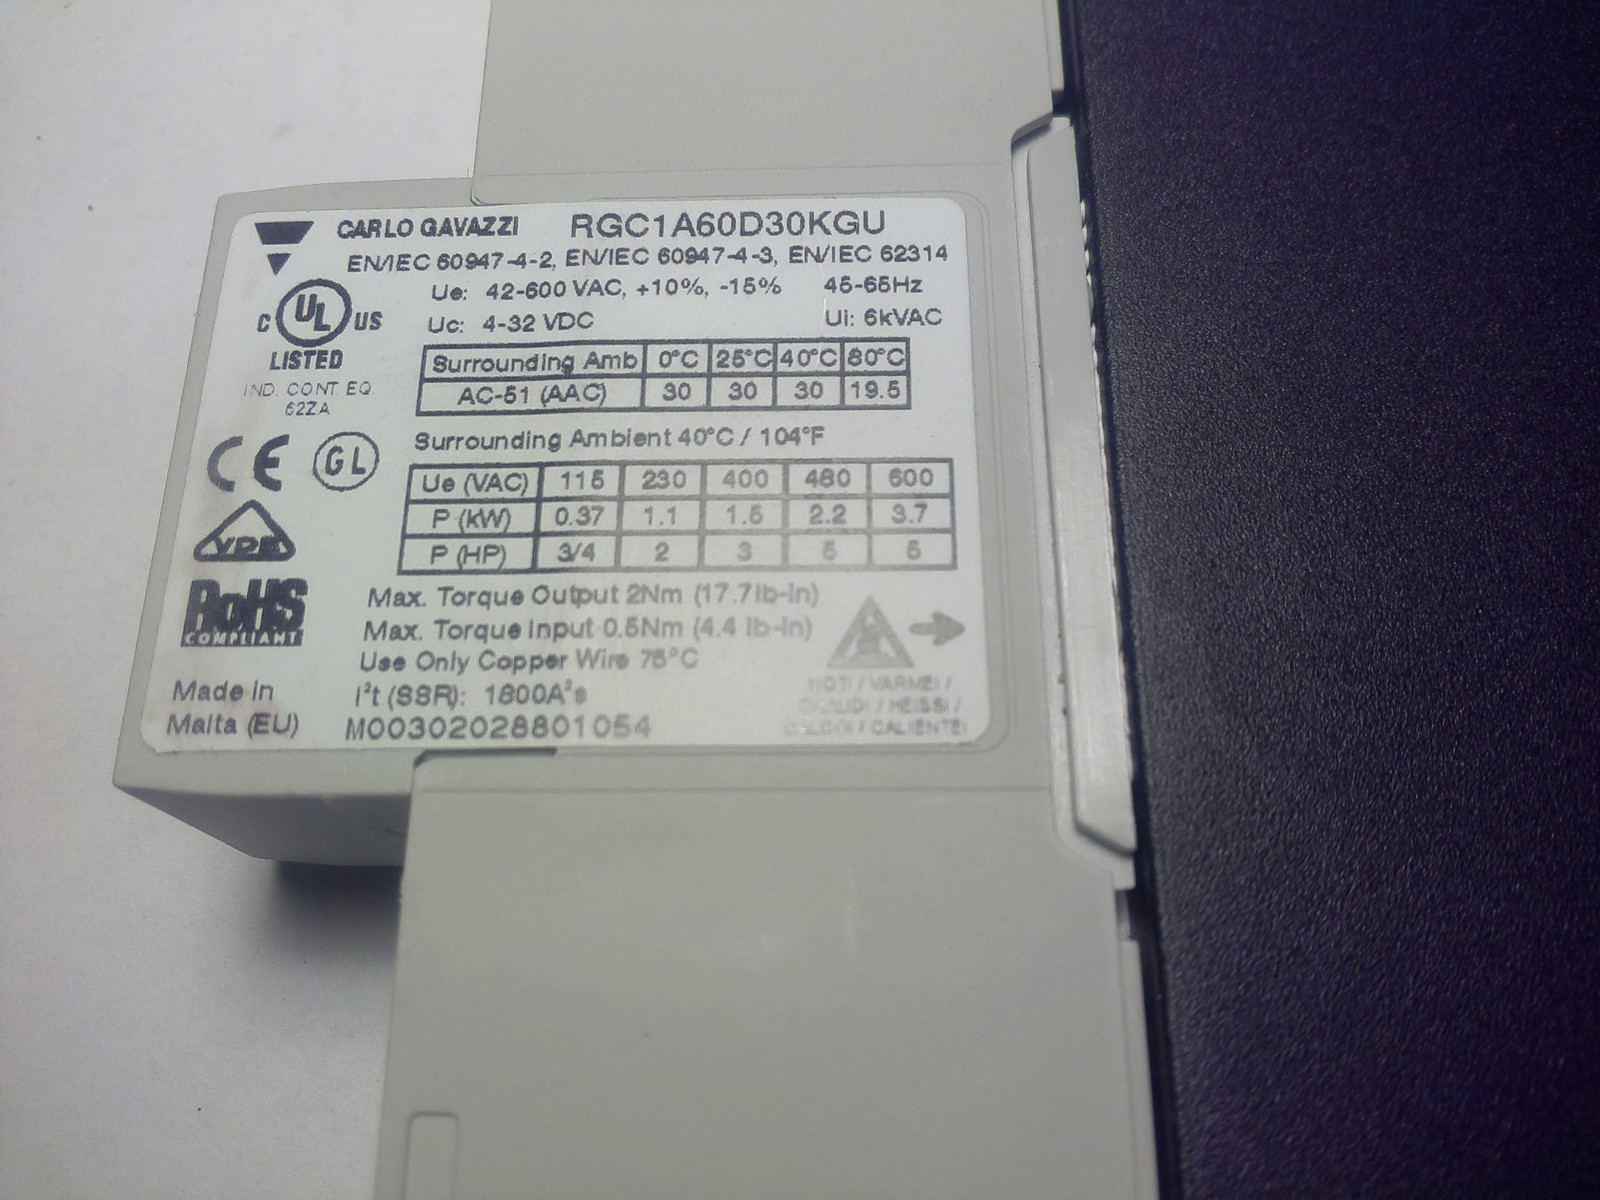 CARLO GAVAZZI RGC1A60D30KGU
EN/IEC 60947-4-2, EN/IEC 60947-4-3, EN/IEC 62314
Ue: 42-600 VAC, +10%, -15% 45-65Hz
Uc: 4-32 VDC Ui: 6kVAC
C UL US
LISTED
IND. CONT. EQ.
62ZA
Surrounding Amb 0°C 25°C 40°C 80°C
AC-51 (AAC) 30 30 30 19.5
CE GL
Surrounding Ambient 40°C / 104°F
Ue (VAC) 115 230 400 480 600
P (kW) 0.37 1.1 1.5 2.2 3.7
P (HP) 3/4 2 3 5 5
VDE
RoHS
COMPLIANT
Max. Torque Output 2Nm (17.7lb-in)
Max. Torque Input 0.5Nm (4.4 lb-in)
Use Only Copper Wire 75°C
I²t (SSR): 1800A²s
M00302028801054
Made in
Malta (EU)
HOT! / VARME! /
CHAUD! / HEISS! /
CALDO! / CALIENTE!